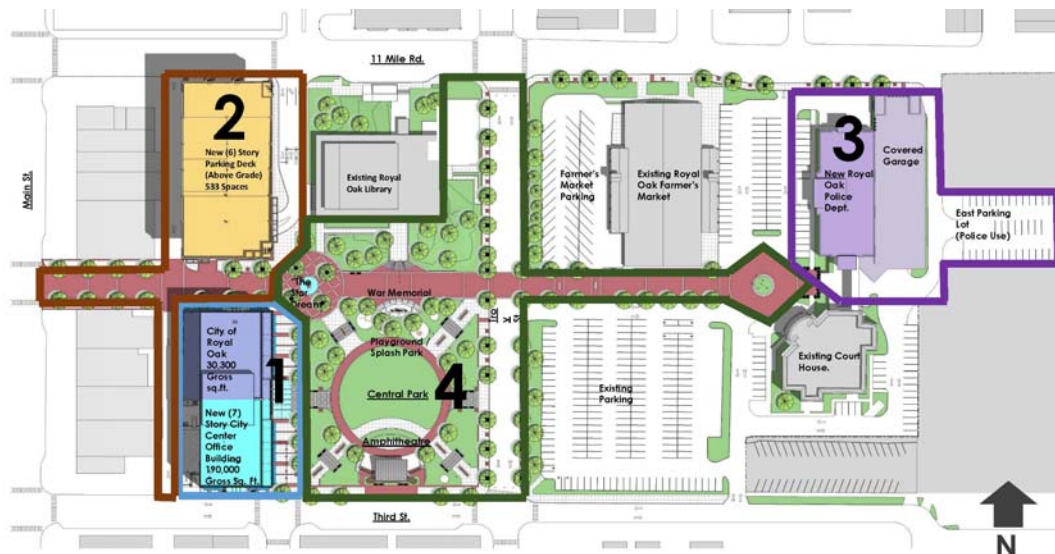 11 Mile Rd.
Main St.
2
New (6) Story
Parking Deck
(Above Grade)
533 Spaces
Existing Royal
Oak Library
Farmer's
Market
Parking
Existing Royal
Oak Farmer's
Market
3
New Royal
Oak
Police
Dept.
Covered
Garage
East Parking
Lot
(Police Use)
"The
Star
Dream"
War Memorial
City of
Royal
Oak
30,300
Gross
sq.ft.
1
New (7)
Story City
Center
Office
Building
190,000
Gross Sq. Ft.
Playground /
Splash Park
4
Central Park
Amphitheatre
Existing
Parking
Existing Court
House.
Third St.
N